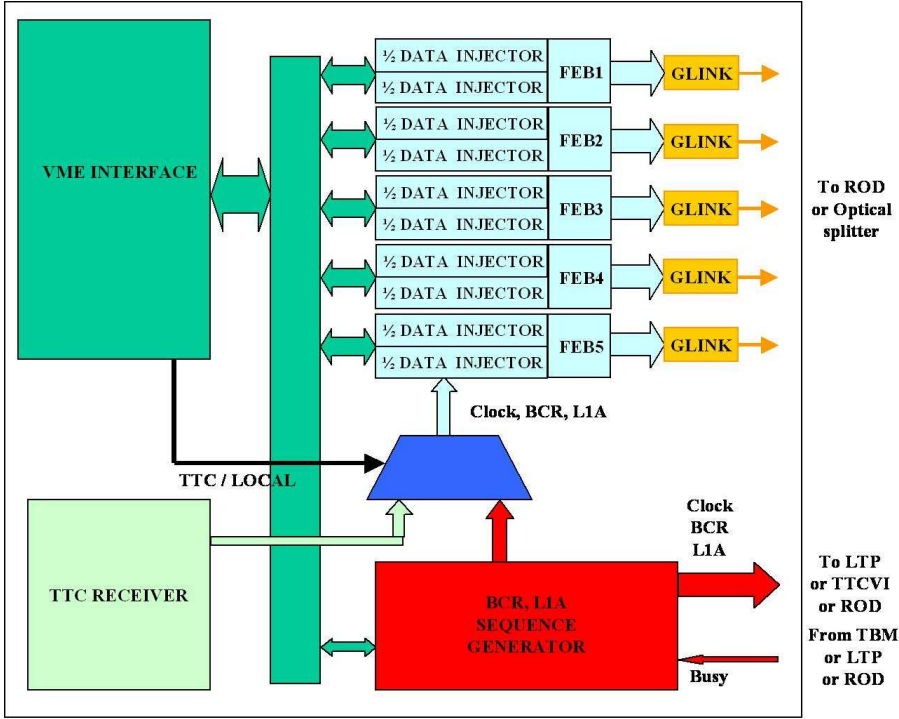 ½ DATA INJECTOR
½ DATA INJECTOR
FEB1
GLINK
½ DATA INJECTOR
½ DATA INJECTOR
FEB2
GLINK
VME INTERFACE
½ DATA INJECTOR
½ DATA INJECTOR
FEB3
GLINK
To ROD
or Optical
splitter
½ DATA INJECTOR
½ DATA INJECTOR
FEB4
GLINK
½ DATA INJECTOR
½ DATA INJECTOR
FEB5
GLINK
Clock, BCR, L1A
TTC / LOCAL
Clock
BCR
L1A
TTC RECEIVER
BCR, L1A
SEQUENCE
GENERATOR
To LTP
or TTCVI
or ROD
From TBM
or LTP
or ROD
Busy